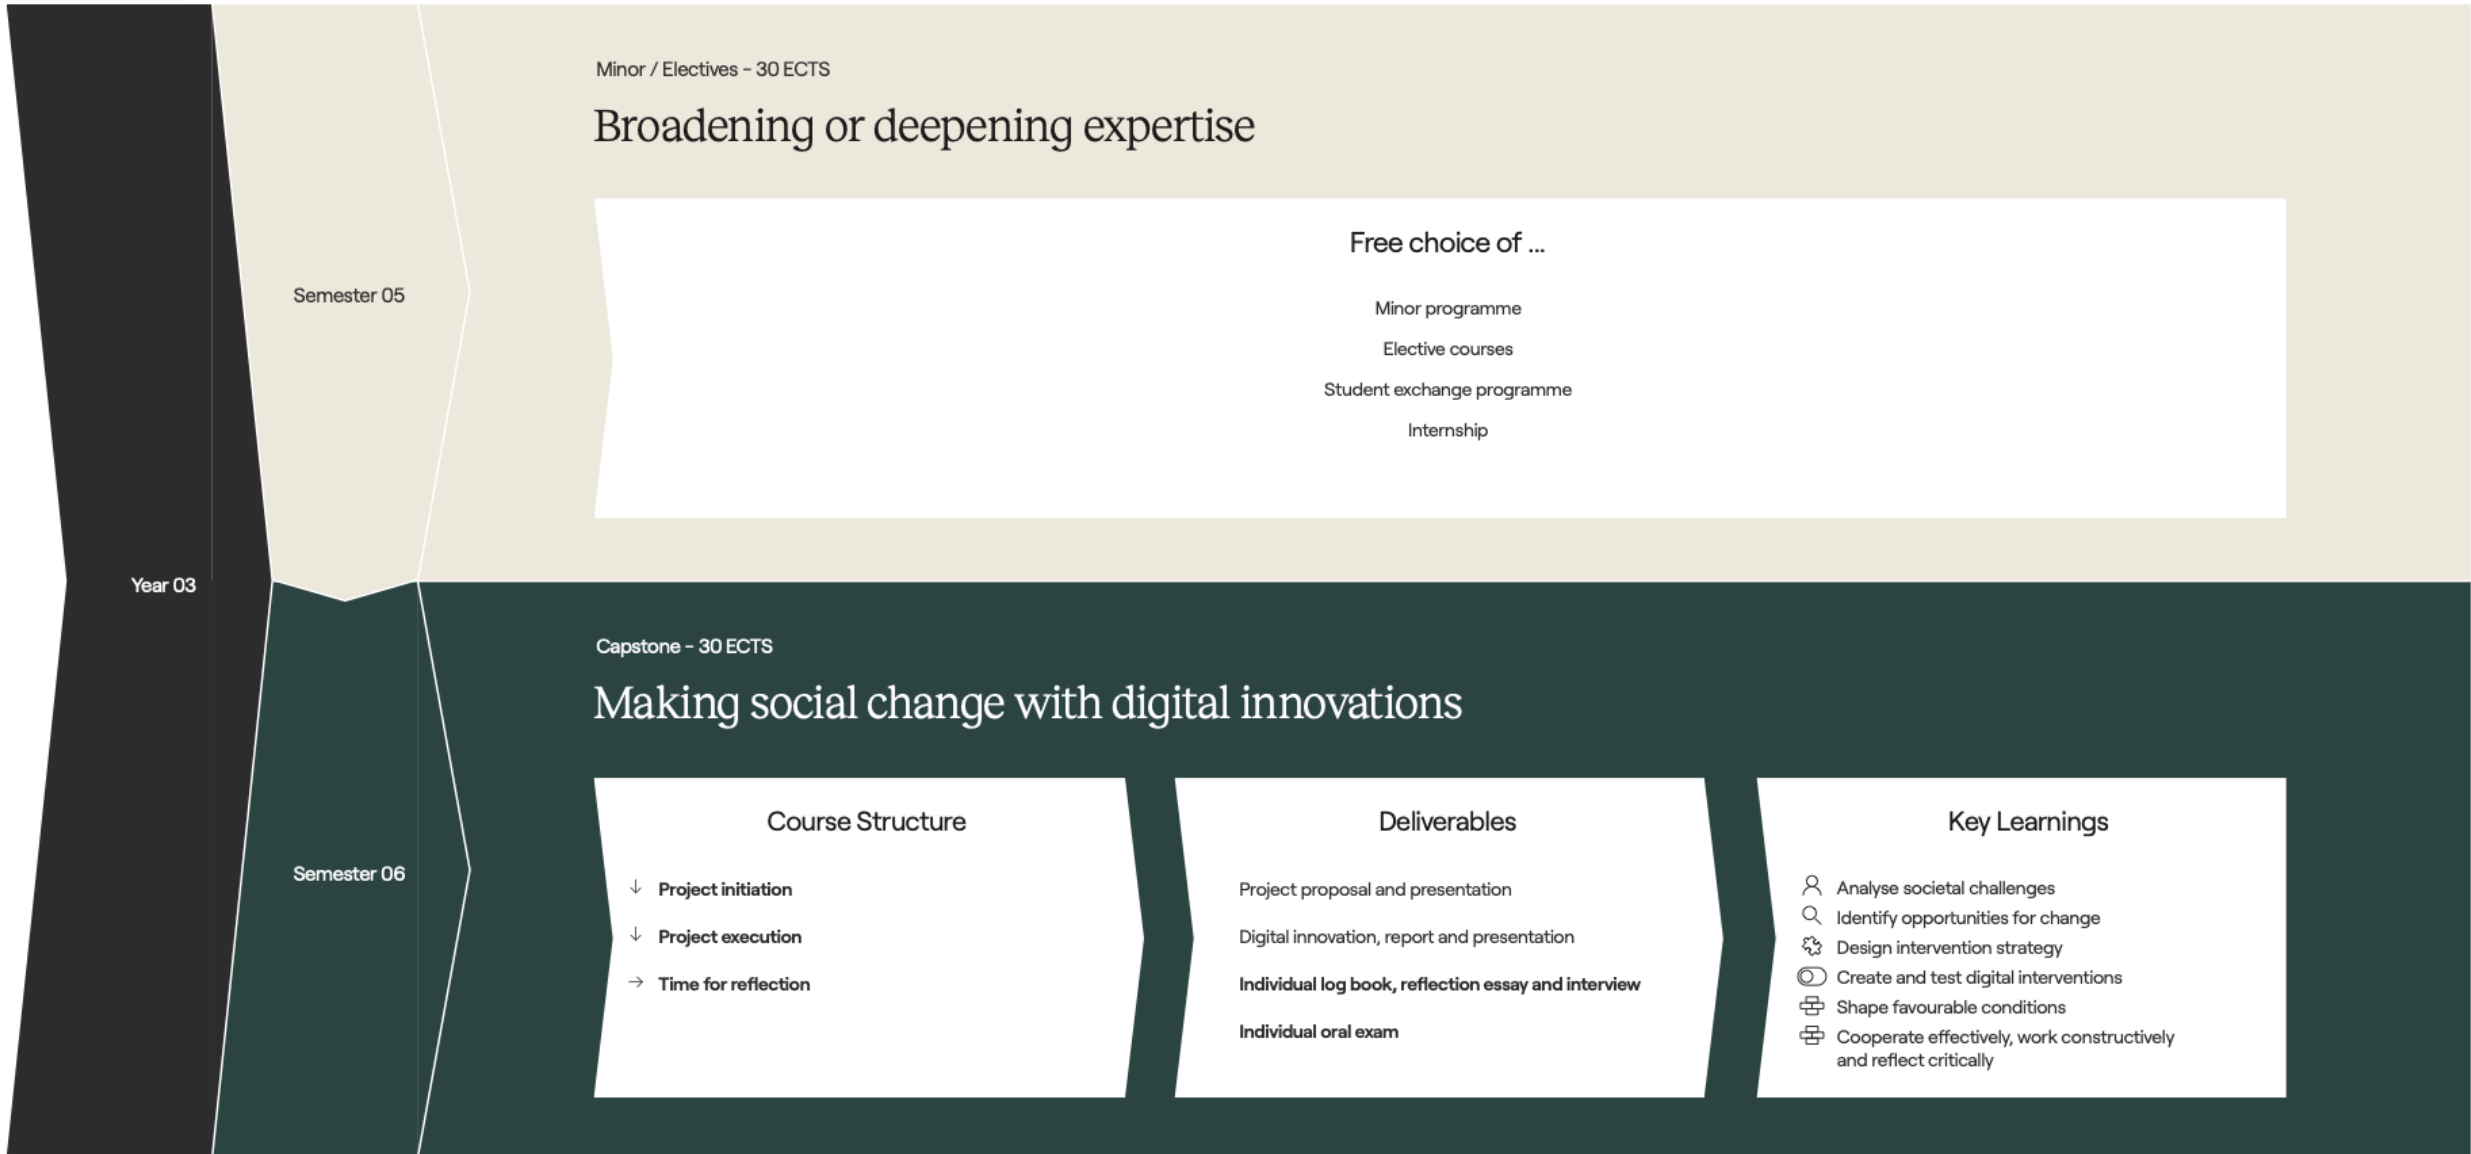 Minor / Electives – 30 ECTS
Broadening or deepening expertise
Free choice of ...
Minor programme
Elective courses
Student exchange programme
Internship
Semester 05
Year 03
Capstone – 30 ECTS
Making social change with digital innovations
Semester 06
Course Structure
↓ Project initiation
↓ Project execution
→ Time for reflection
Deliverables
Project proposal and presentation
Digital innovation, report and presentation
Individual log book, reflection essay and interview
Individual oral exam
Key Learnings
Analyse societal challenges
Identify opportunities for change
Design intervention strategy
Create and test digital interventions
Shape favourable conditions
Cooperate effectively, work constructively
and reflect critically